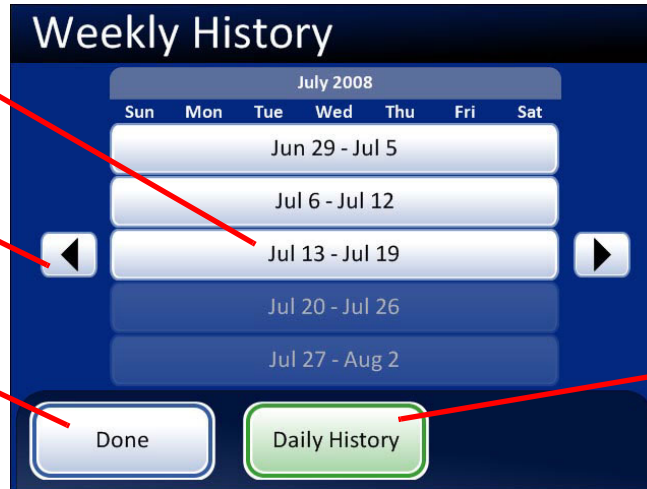 Weekly History
July 2008
Sun Mon Tue Wed Thu Fri Sat
Jun 29 - Jul 5
Jul 6 - Jul 12
Jul 13 - Jul 19
Jul 20 - Jul 26
Jul 27 - Aug 2
Done Daily History